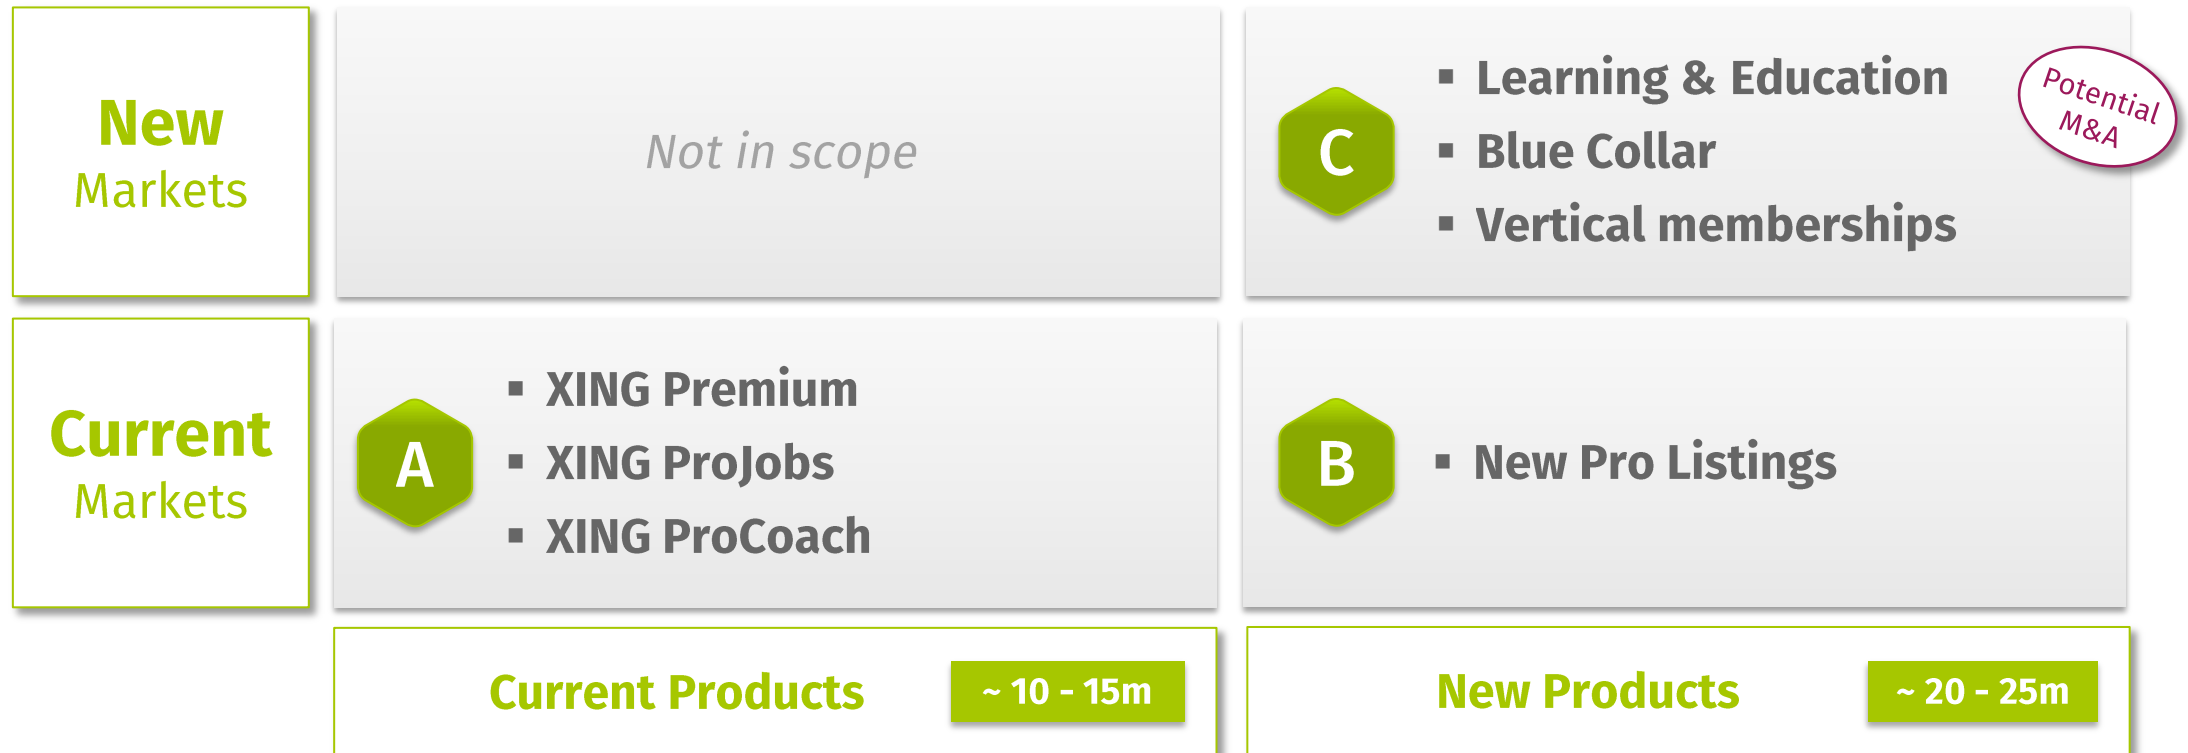 New
Markets
Not in scope
C
▪ Learning & Education
▪ Blue Collar
▪ Vertical memberships
Potential
M&A
Current
Markets
A
▪ XING Premium
▪ XING ProJobs
▪ XING ProCoach
B
▪ New Pro Listings
Current Products
~ 10 - 15m
New Products
~ 20 - 25m